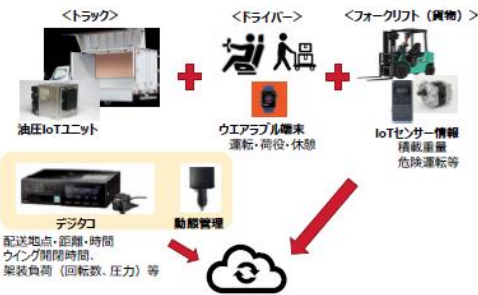 <トラック>
<ドライバー>
<フォークリフト（貨物）>
油圧IoTユニット
ウエアラブル端末
運転・荷役・休憩
IoTセンサー情報
積載重量
危険運転等
デジタコ
動態管理
配送地点・距離・時間
ウイング開閉時間、
架装負荷（回転数、圧力）等